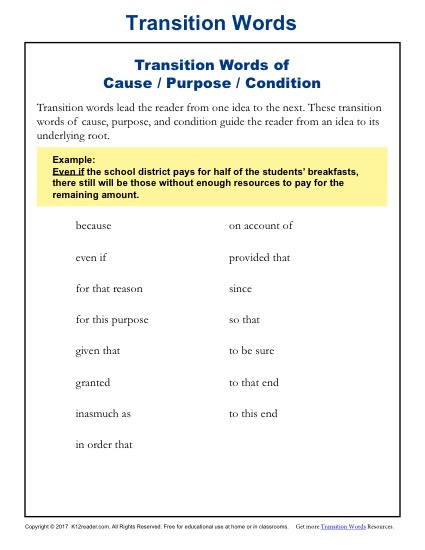 Transition Words
Transition Words of
Cause / Purpose / Condition
Transition words lead the reader from one idea to the next. These transition
words of cause, purpose, and condition guide the reader from an idea to its
underlying root.
Example:
Even if the school district pays for half of the students' breakfasts,
there still will be those without enough resources to pay for the
remaining amount.
because
on account of
even if
provided that
for that reason
since
for this purpose
so that
given that
to be sure
granted
to that end
inasmuch as
to this end
in order that
Copyright © 2017 K12reader.com. All Rights Reserved. Free for educational use at home or in classrooms. Get more Transition Words Resources.